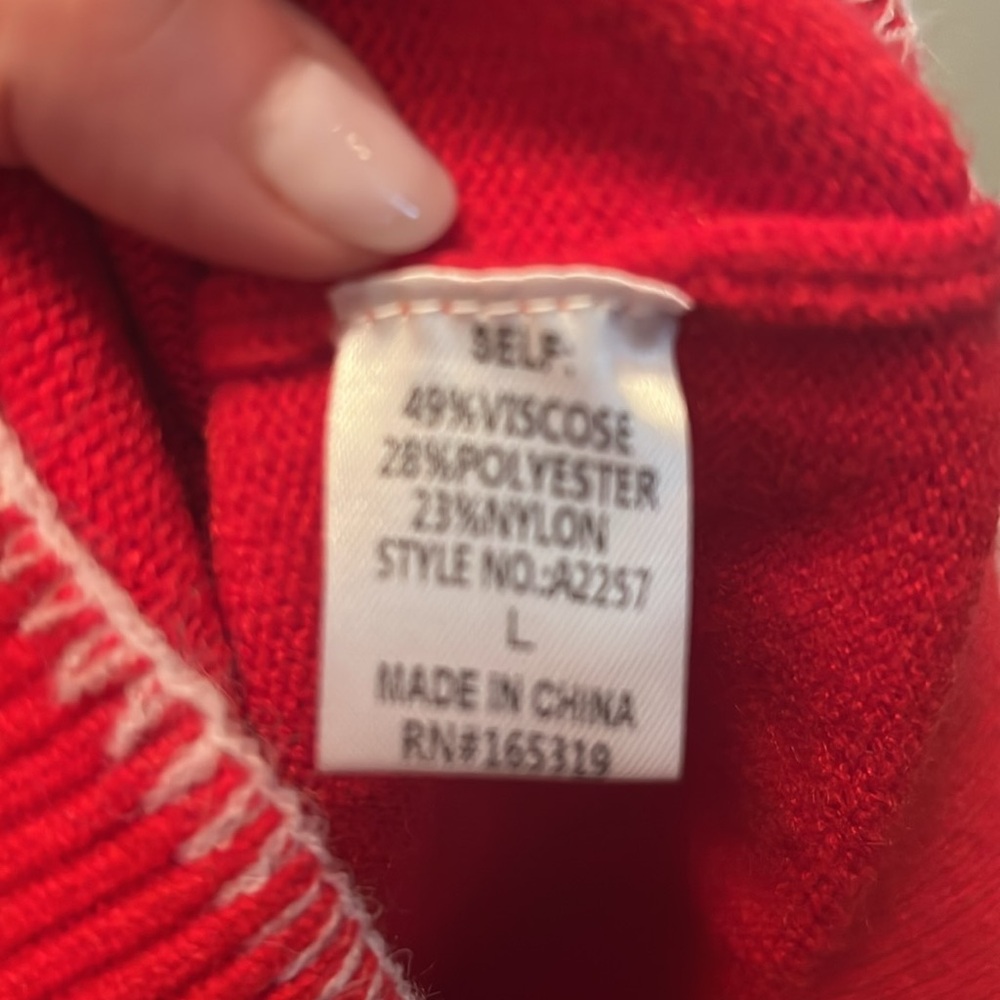 SELF:
49%VISCOSE
28%POLYESTER
23%NYLON
STYLE NO.:A2257
L
MADE IN CHINA
RN#165319